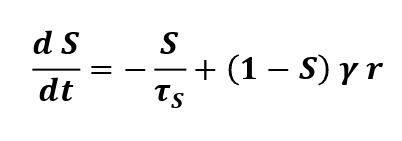 dS/dt = − S/τ_S + (1 − S) γ r